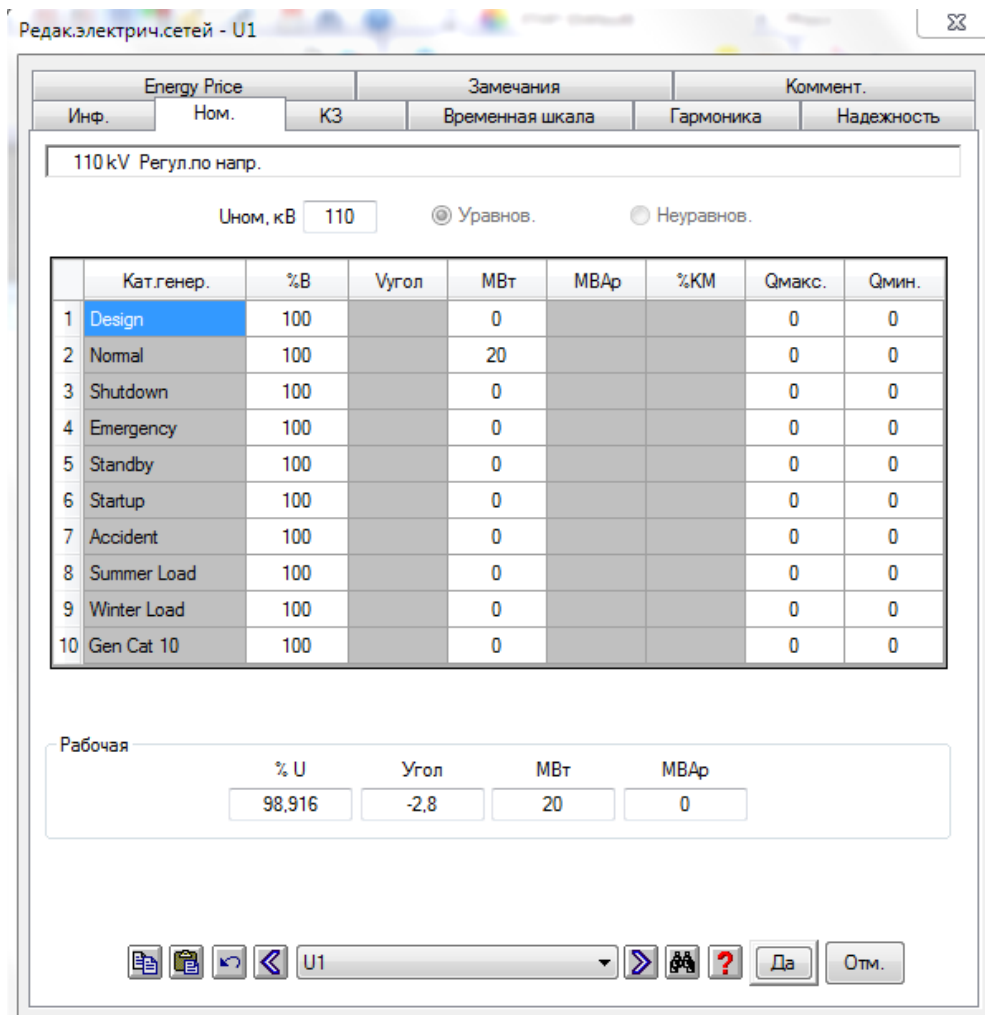 Редак.электрич.сетей - U1
Energy Price Замечания Коммент.
Инф. Ном. КЗ Временная шкала Гармоника Надежность
110 kV Регул.по напр.
Uном, кВ 110 Уравнов. Неуравнов.
Кат.генер. %В Vугол МВт МВАр %КМ Qмакс. Qмин.
1 Design 100 0 0 0
2 Normal 100 20 0 0
3 Shutdown 100 0 0 0
4 Emergency 100 0 0 0
5 Standby 100 0 0 0
6 Startup 100 0 0 0
7 Accident 100 0 0 0
8 Summer Load 100 0 0 0
9 Winter Load 100 0 0 0
10 Gen Cat 10 100 0 0 0
Рабочая
% U Угол МВт МВАр
98,916 -2,8 20 0
U1 ? Да Отм.